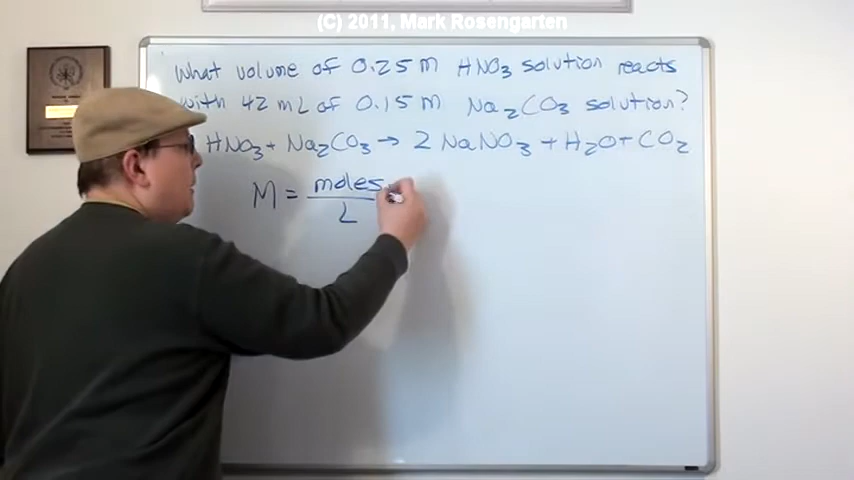 (C) 2011, Mark Rosengarten
What volume of 0.25 M HNO3 solution reacts
with 42 mL of 0.15 M Na2CO3 solution?
HNO3 + Na2CO3 → 2 NaNO3 + H2O + CO2
M = moles
L